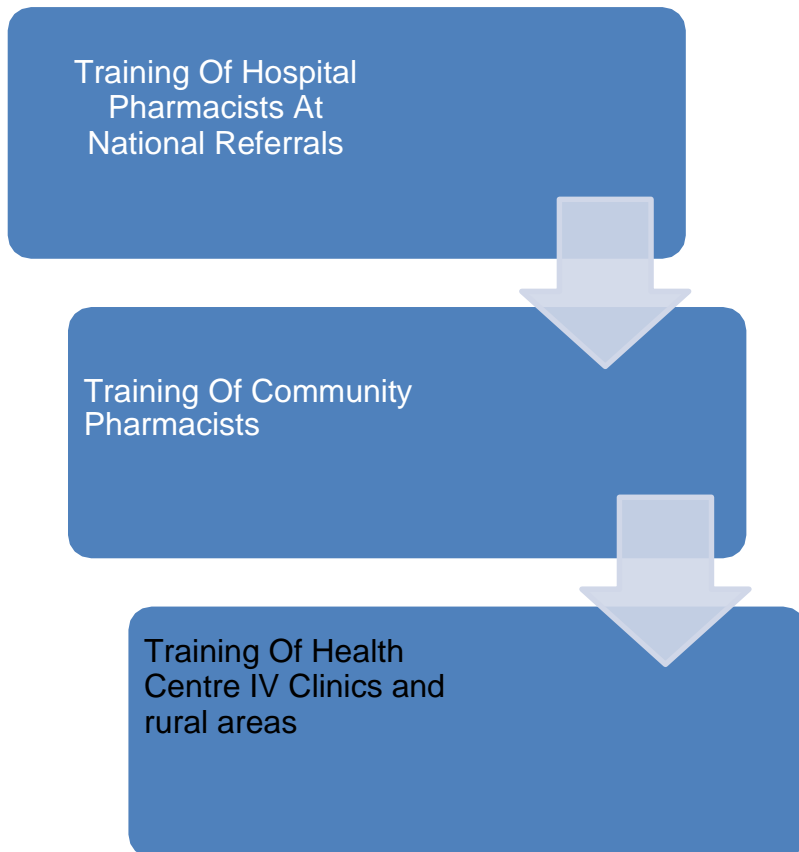 Training Of Hospital
Pharmacists At
National Referrals
Training Of Community
Pharmacists
Training Of Health
Centre IV Clinics and
rural areas